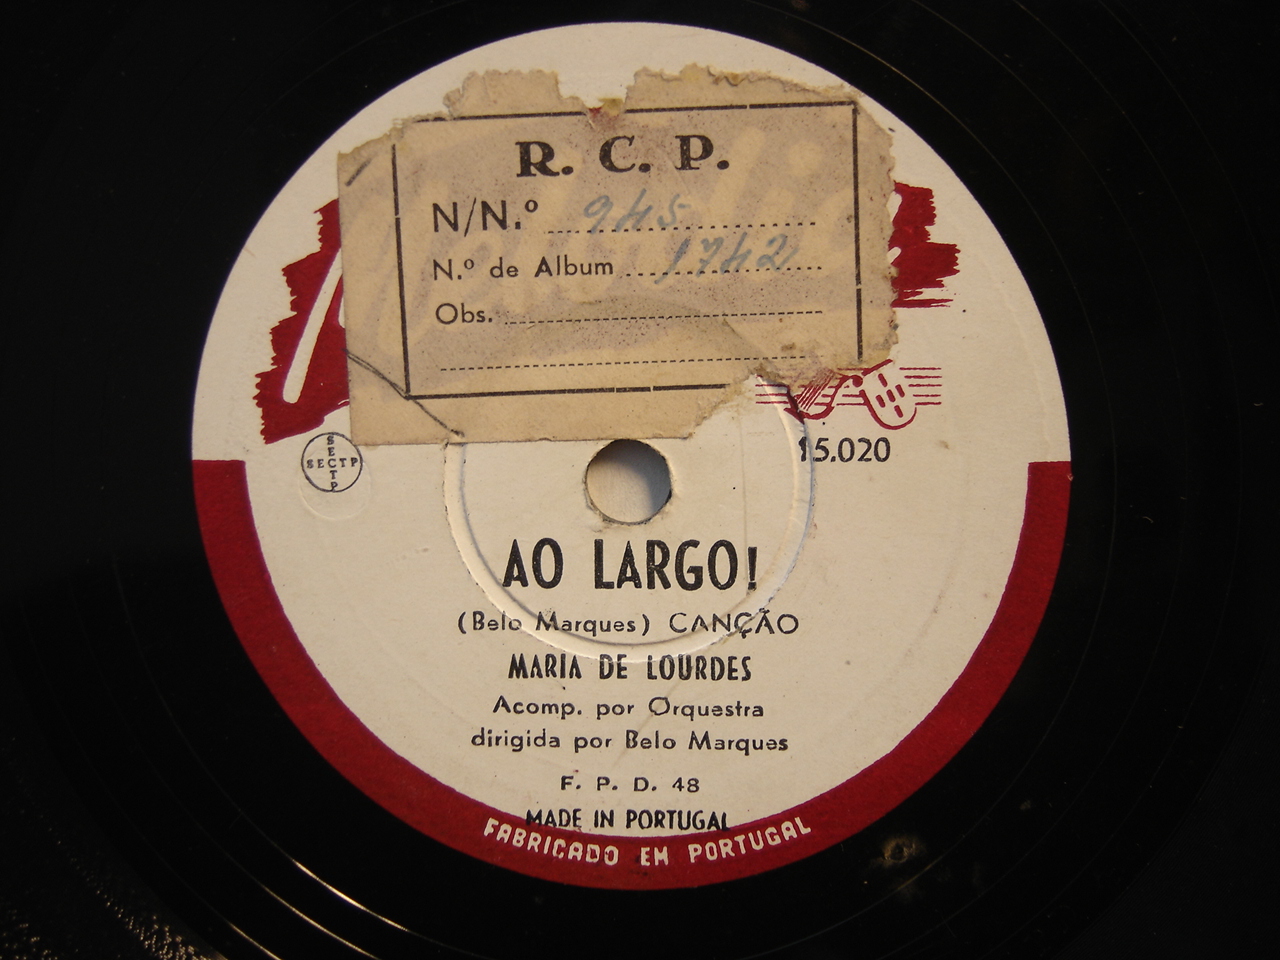 R. C. P.
N/N.º 945
N.º de Album 1742
Obs.
SECTP
SECTP
15.020
AO LARGO!
(Belo Marques) CANÇÃO
MARIA DE LOURDES
Acomp. por Orquestra
dirigida por Belo Marques
F. P. D. 48
MADE IN PORTUGAL
FABRICADO EM PORTUGAL